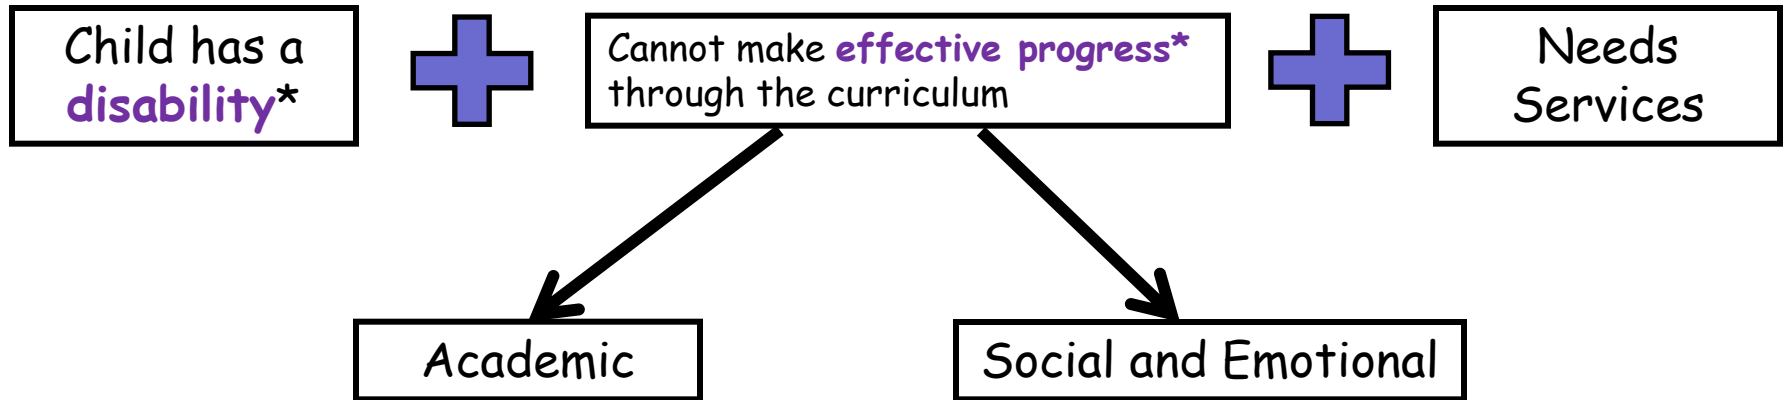 Child has a
disability*
Cannot make effective progress*
through the curriculum
Needs
Services
Academic
Social and Emotional